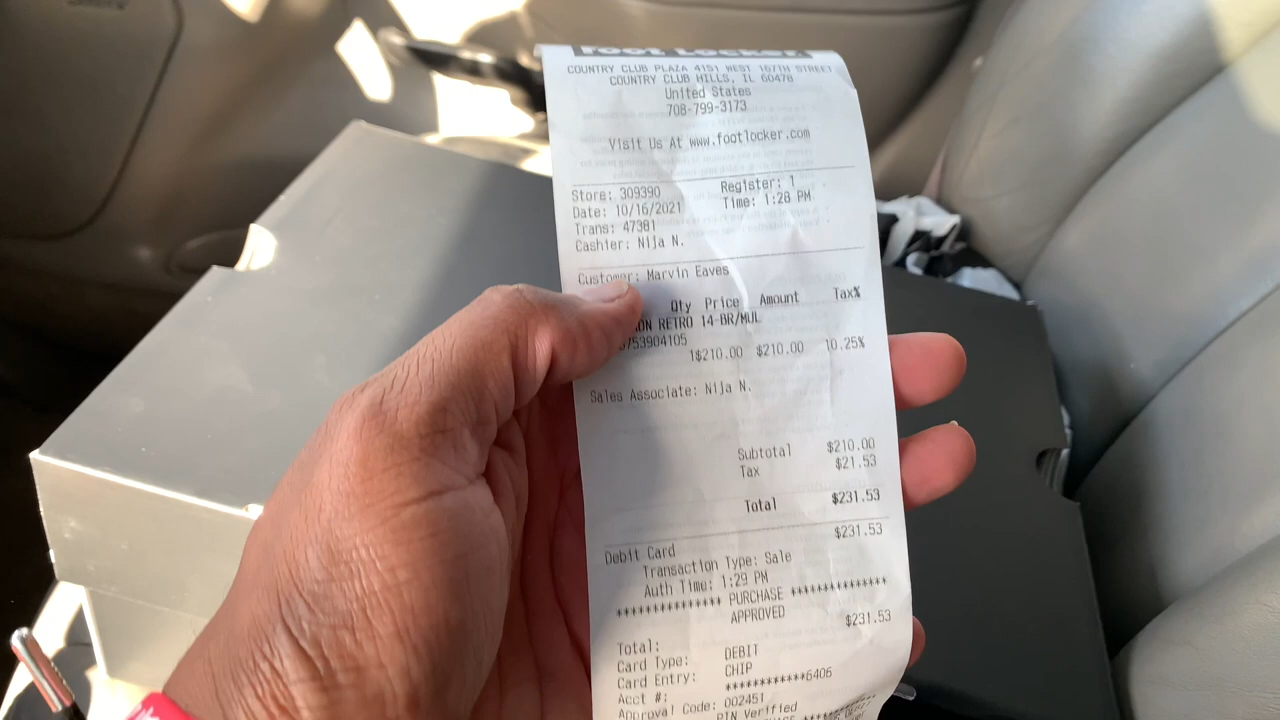 Foot Locker
COUNTRY CLUB PLAZA 4151 WEST 167TH STREET
COUNTRY CLUB HILLS, IL 60478
United States
708-799-3173
Visit Us At www.footlocker.com
Store: 309390 Register: 1
Date: 10/16/2021 Time: 1:28 PM
Trans: 47381
Cashier: Nija N.
Customer: Marvin Eaves
Qty Price Amount Tax%
RETRO 14-BR/MUL
753904105
1$210.00 $210.00 10.25%
Sales Associate: Nija N.
Subtotal $210.00
Tax $21.53
Total $231.53
Debit Card $231.53
Transaction Type: Sale
Auth Time: 1:29 PM
*************** PURCHASE ***************
APPROVED
Total: $231.53
Card Type: DEBIT
Card Entry: CHIP
Acct #: ************6406
Approval Code: 002451
PIN Verified